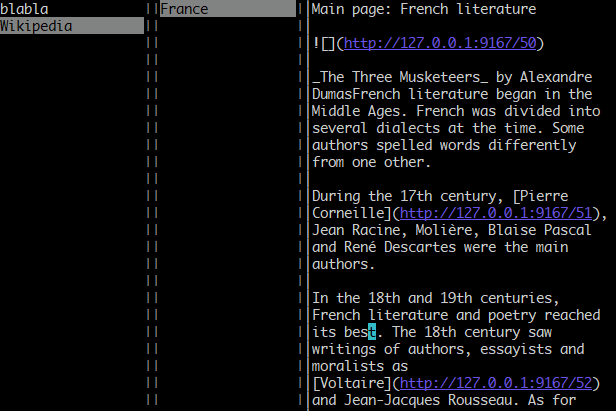 blabla
Wikipedia
France
Main page: French literature
![](http://127.0.0.1:9167/50)
_The Three Musketeers_ by Alexandre
DumasFrench literature began in the
Middle Ages. French was divided into
several dialects at the time. Some
authors spelled words differently
from one other.
During the 17th century, [Pierre
Corneille](http://127.0.0.1:9167/51),
Jean Racine, Molière, Blaise Pascal
and René Descartes were the main
authors.
In the 18th and 19th centuries,
French literature and poetry reached
its best. The 18th century saw
writings of authors, essayists and
moralists as
[Voltaire](http://127.0.0.1:9167/52)
and Jean-Jacques Rousseau. As for